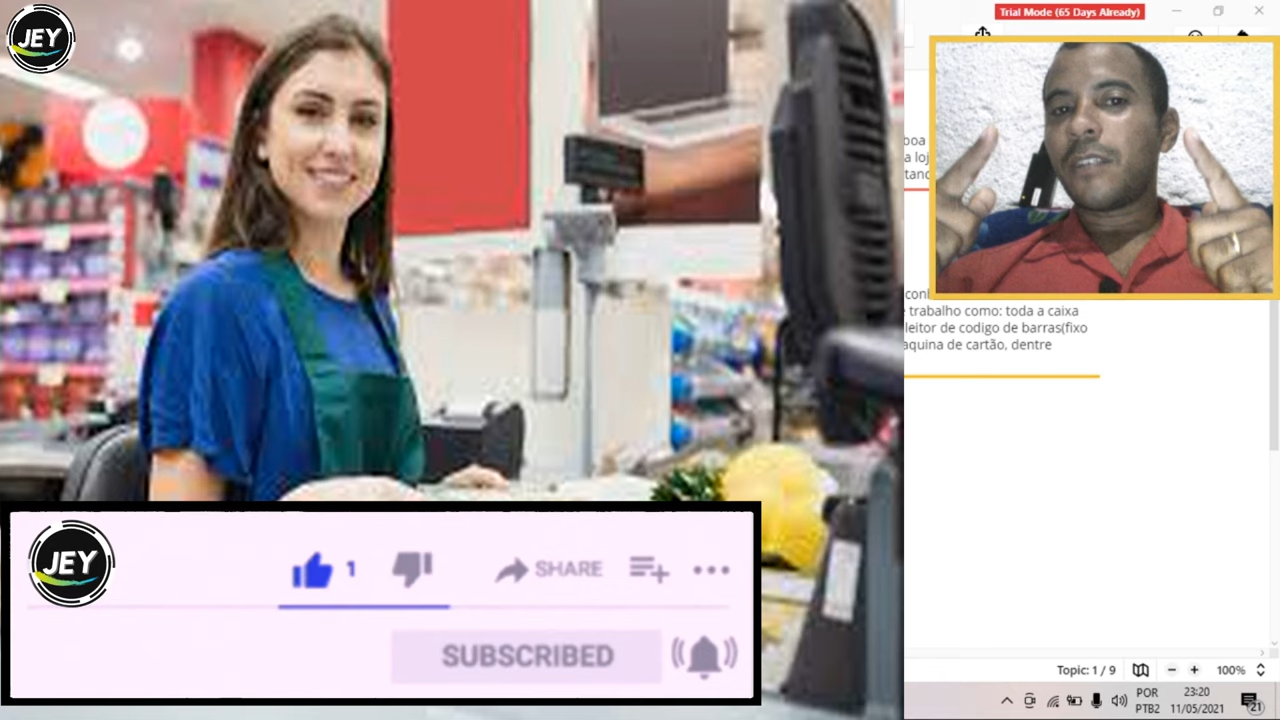 JEY
Trial Mode (65 Days Already)
boa
a loj
tand
conh
trabalho como: toda a caixa
leitor de codigo de barras(fixo
aquina de cartão, dentre
JEY
1
SHARE
SUBSCRIBED
Topic: 1 / 9
100%
POR
PTB2
23:20
11/05/2021
21